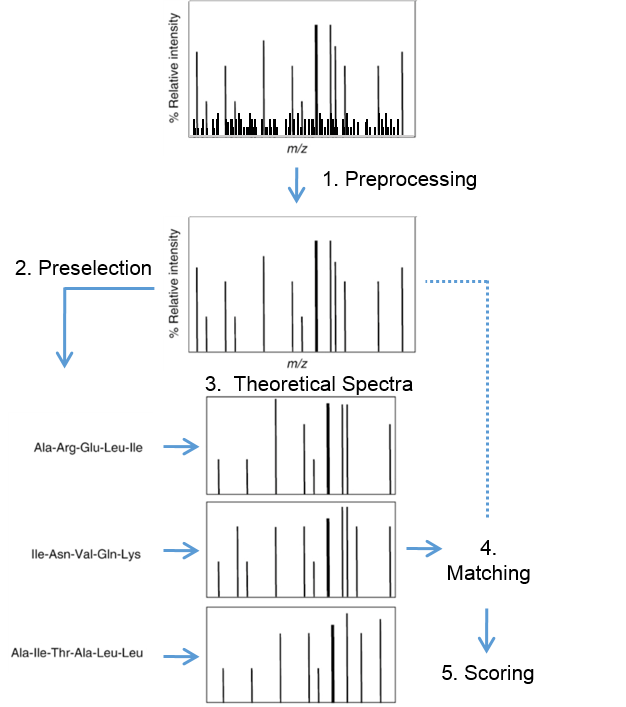 % Relative intensity
m/z
1. Preprocessing
2. Preselection
% Relative intensity
m/z
3. Theoretical Spectra
Ala-Arg-Glu-Leu-Ile
Ile-Asn-Val-Gln-Lys
4.
Matching
Ala-Ile-Thr-Ala-Leu-Leu
5. Scoring